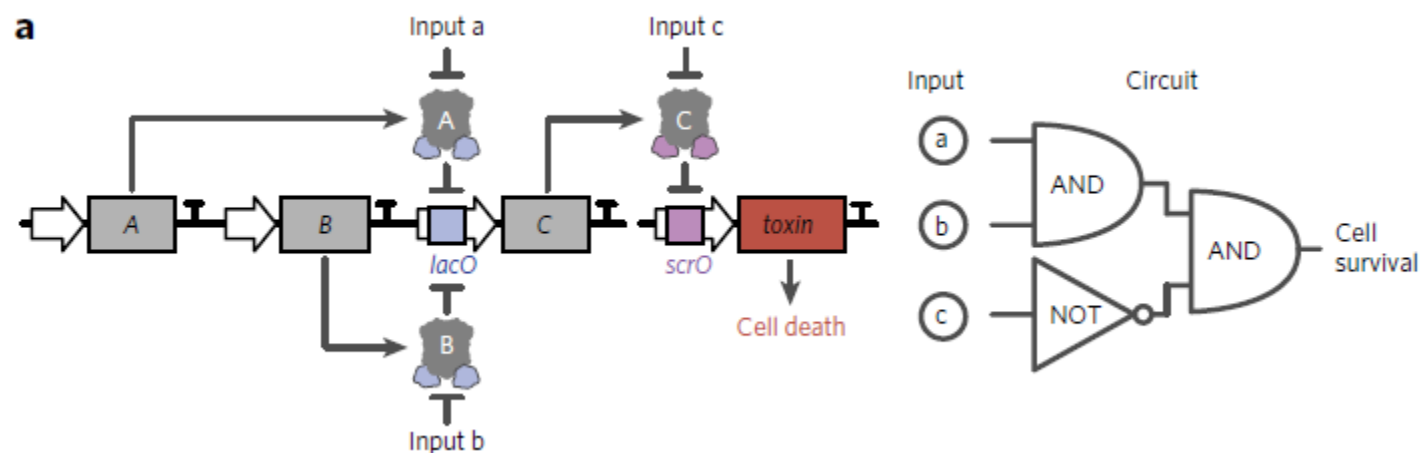 a
Input a
Input c
Input
Circuit
A
C
a
AND
b
AND
Cell
survival
c
NOT
A
B
C
toxin
lacO
scrO
Cell death
B
Input b